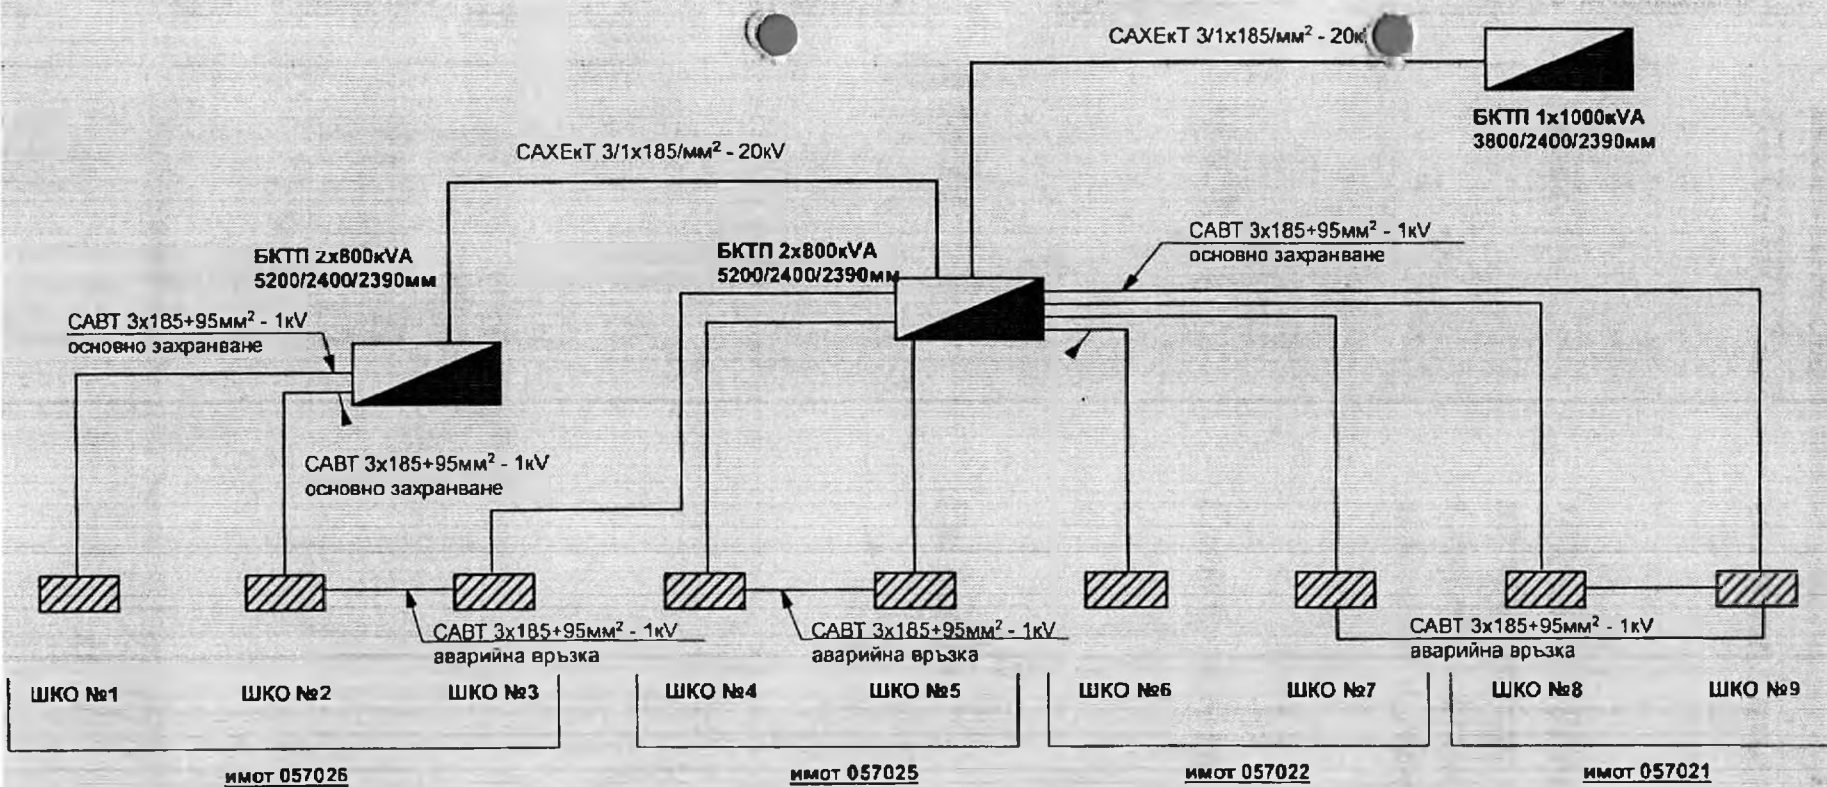 САХЕкТ 3/1х185/мм² - 20к
БКТП 1х1000кVA
3800/2400/2390мм
САХЕкТ 3/1х185/мм² - 20кV
БКТП 2х800кVA
5200/2400/2390мм
БКТП 2х800кVA
5200/2400/2390мм
САВТ 3х185+95мм² - 1кV
основно захранване
САВТ 3х185+95мм² - 1кV
основно захранване
САВТ 3х185+95мм² - 1кV
основно захранване
САВТ 3х185+95мм² - 1кV
аварийна връзка
САВТ 3х185+95мм² - 1кV
аварийна връзка
САВТ 3х185+95мм² - 1кV
аварийна връзка
ШКО №1 ШКО №2 ШКО №3 ШКО №4 ШКО №5 ШКО №6 ШКО №7 ШКО №8 ШКО №9
имот 057026 имот 057025 имот 057022 имот 057021